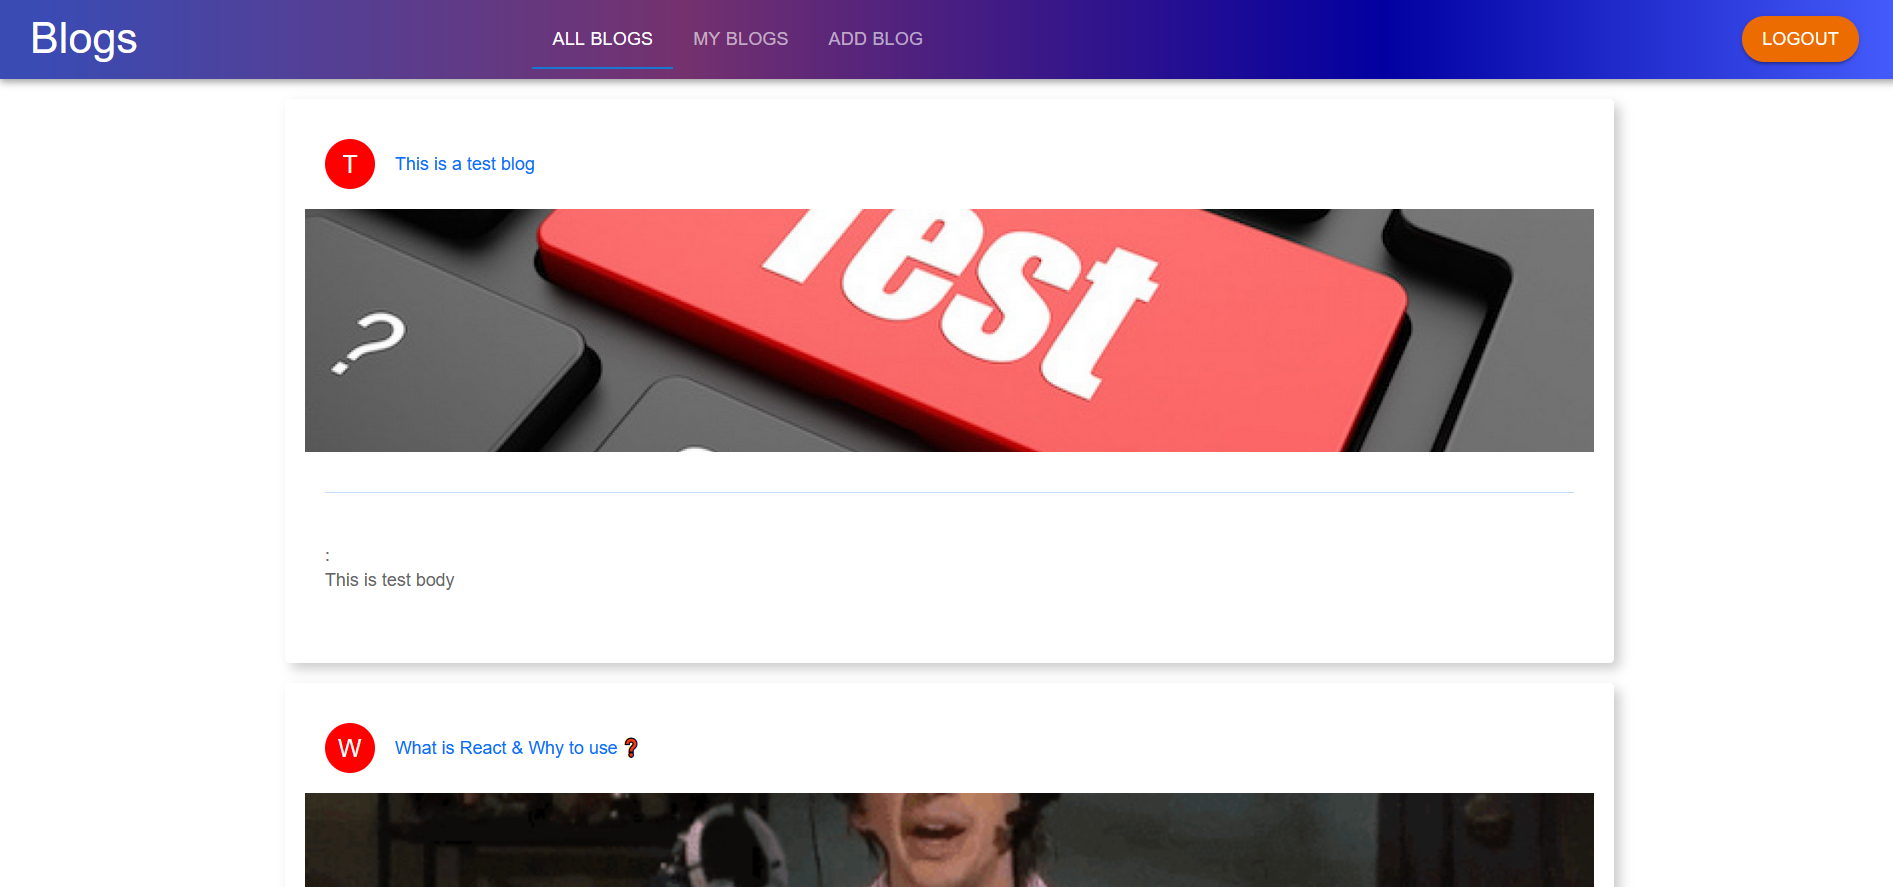 Blogs
ALL BLOGS
MY BLOGS
ADD BLOG
LOGOUT
T
This is a test blog
Test
?
:
This is test body
W
What is React & Why to use ❓